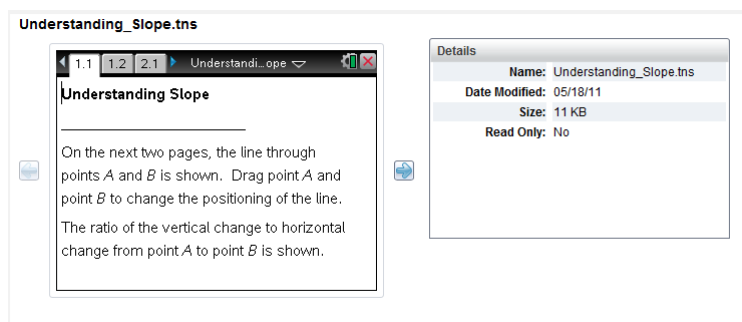 Understanding_Slope.tns
1.1 1.2 2.1 Understandi...ope
Understanding Slope
On the next two pages, the line through
points A and B is shown. Drag point A and
point B to change the positioning of the line.
The ratio of the vertical change to horizontal
change from point A to point B is shown.
Details
Name: Understanding_Slope.tns
Date Modified: 05/18/11
Size: 11 KB
Read Only: No